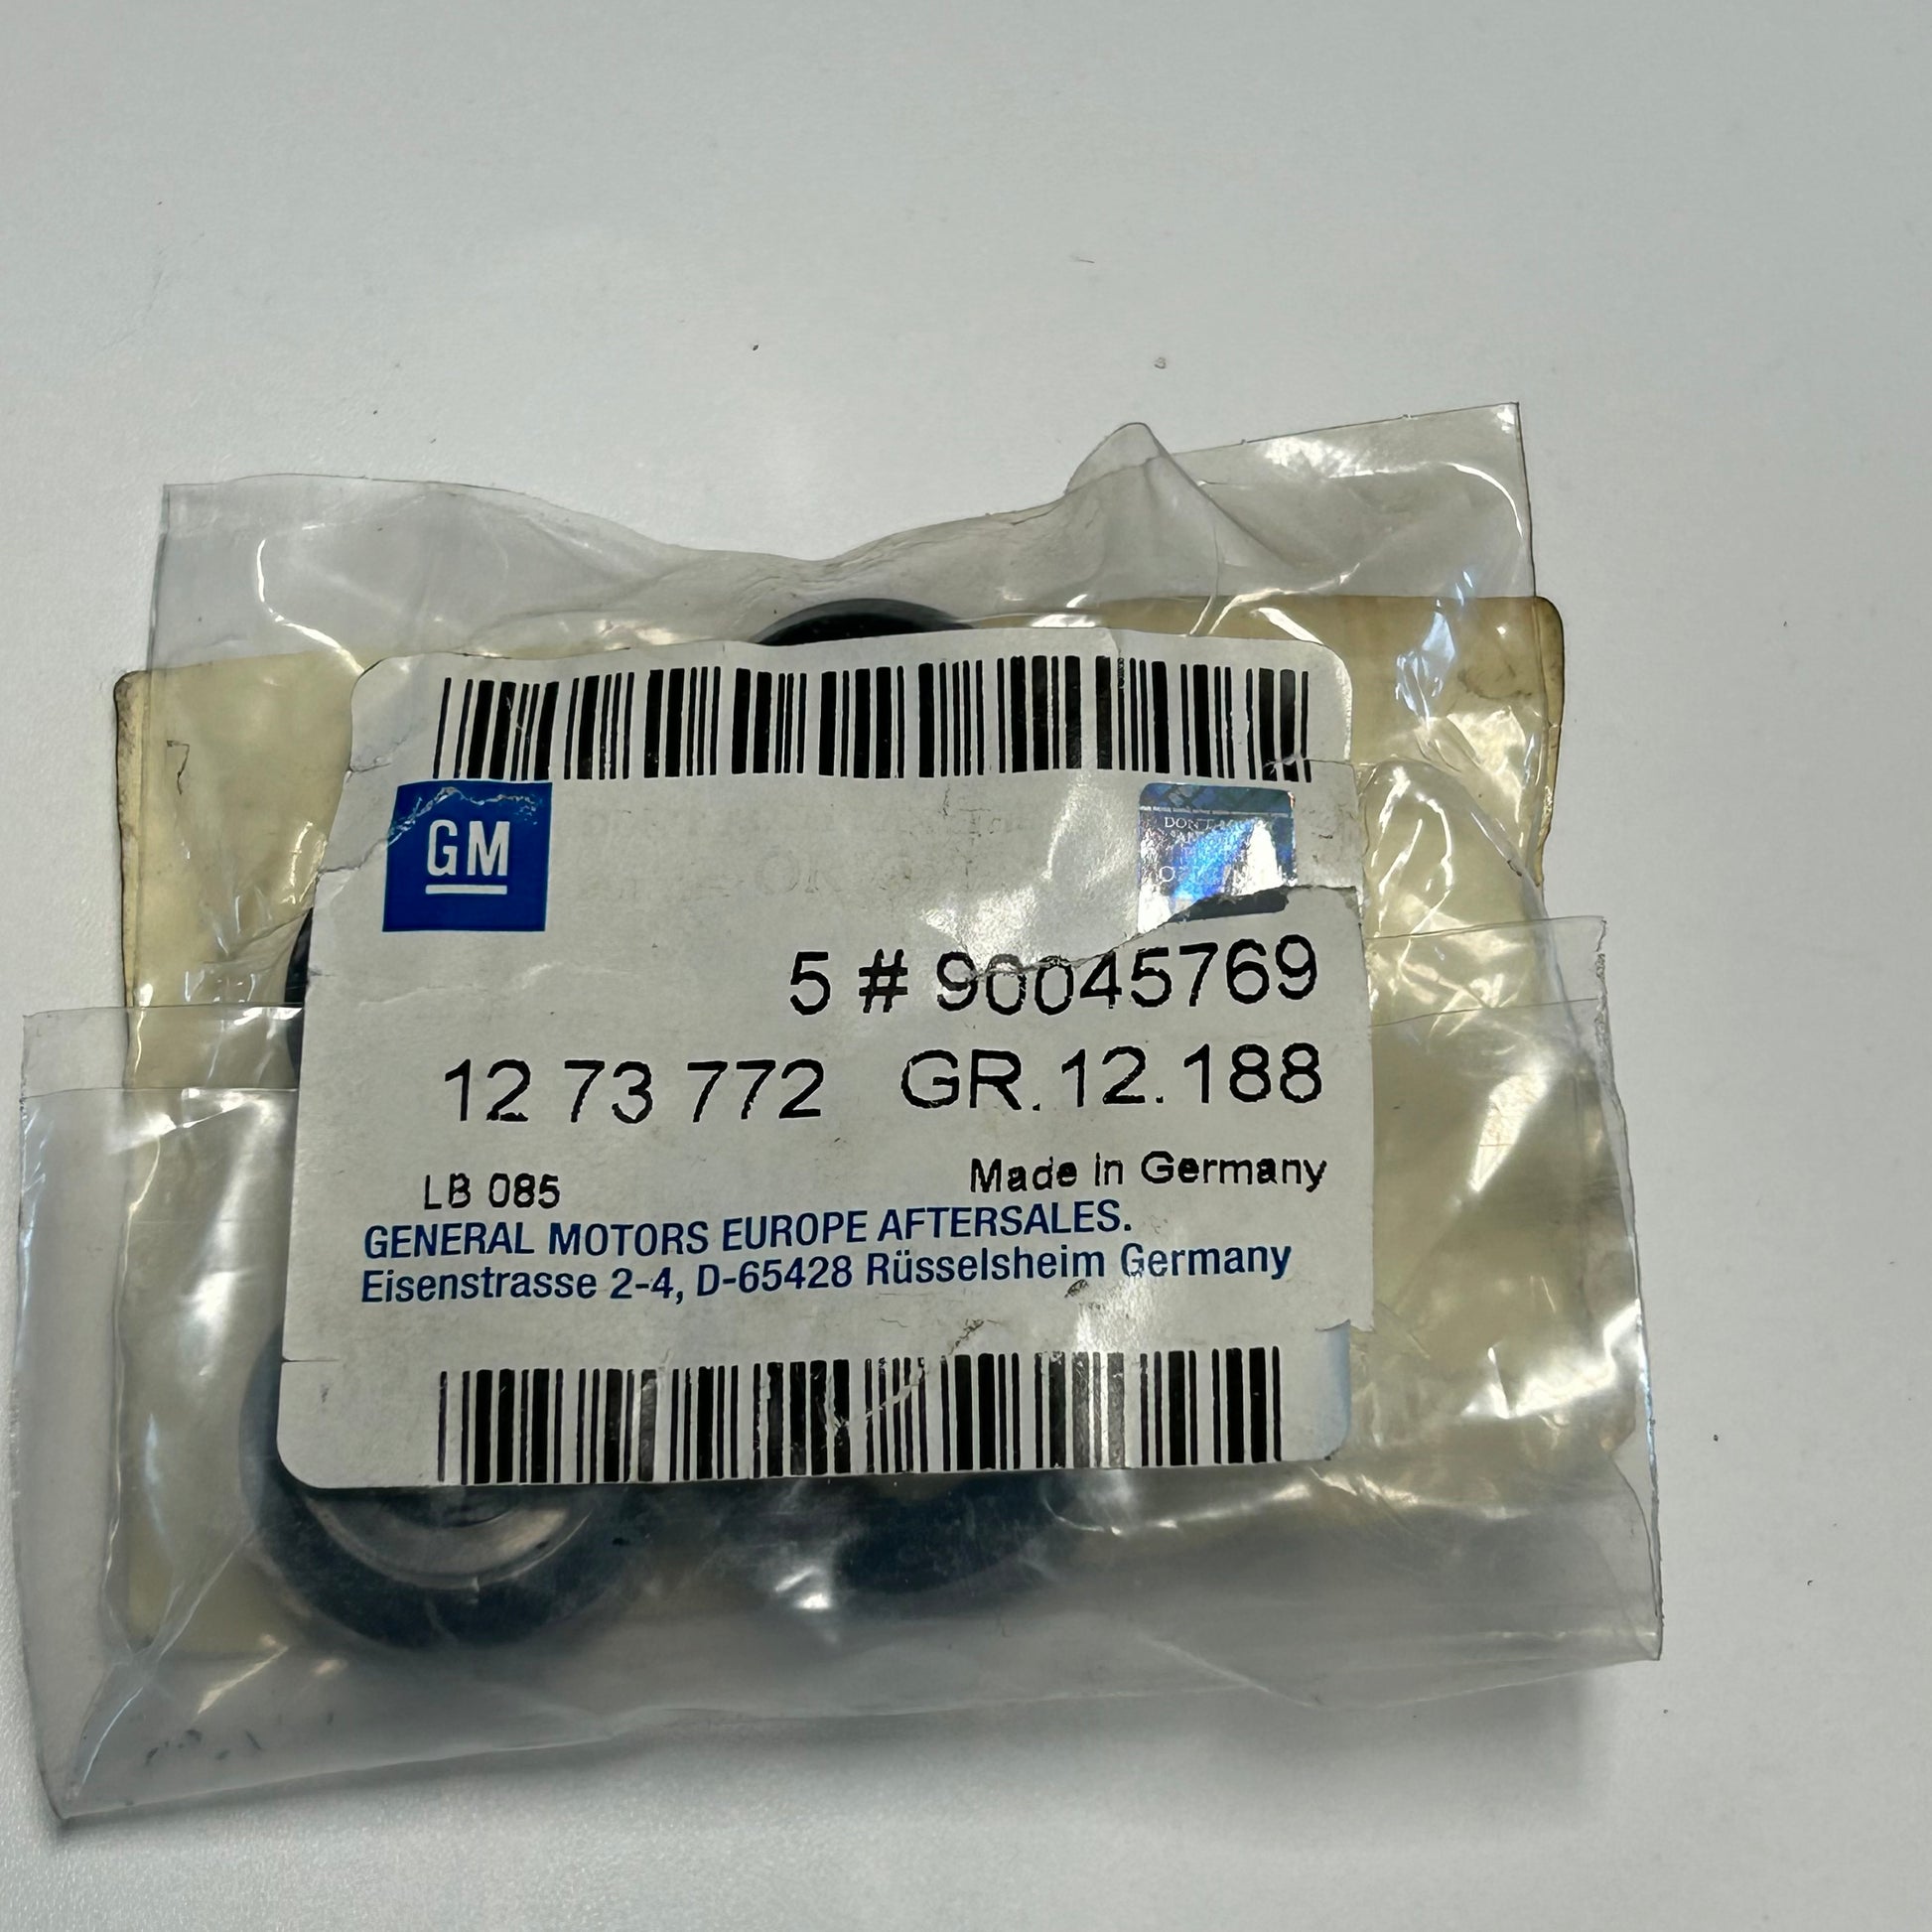 GM
5 # 90045769
12 73 772 GR. 12. 188
LB 085
Made in Germany
GENERAL MOTORS EUROPE AFTERSALES.
Eisenstrasse 2-4, D-65428 Rüsselsheim Germany